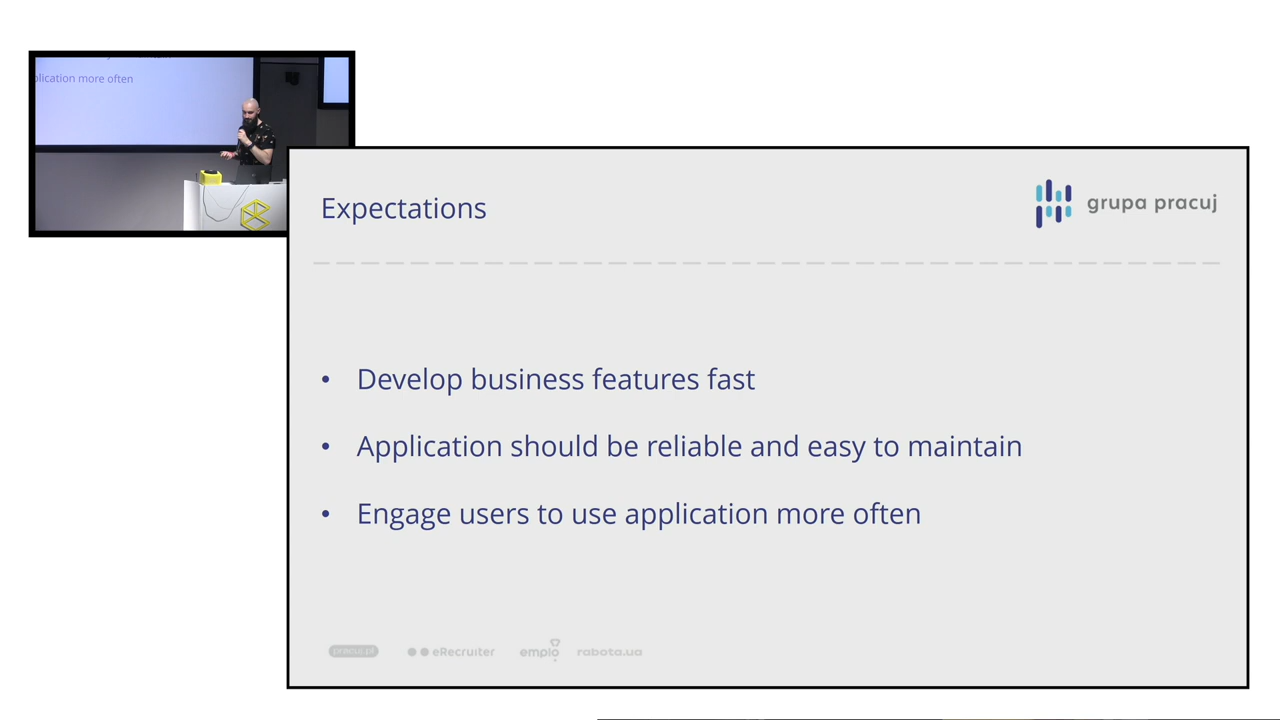 plication more often
Expectations
grupa pracuj
• Develop business features fast
• Application should be reliable and easy to maintain
• Engage users to use application more often
pracuj.pl
eRecruiter
emplo
rabota.ua